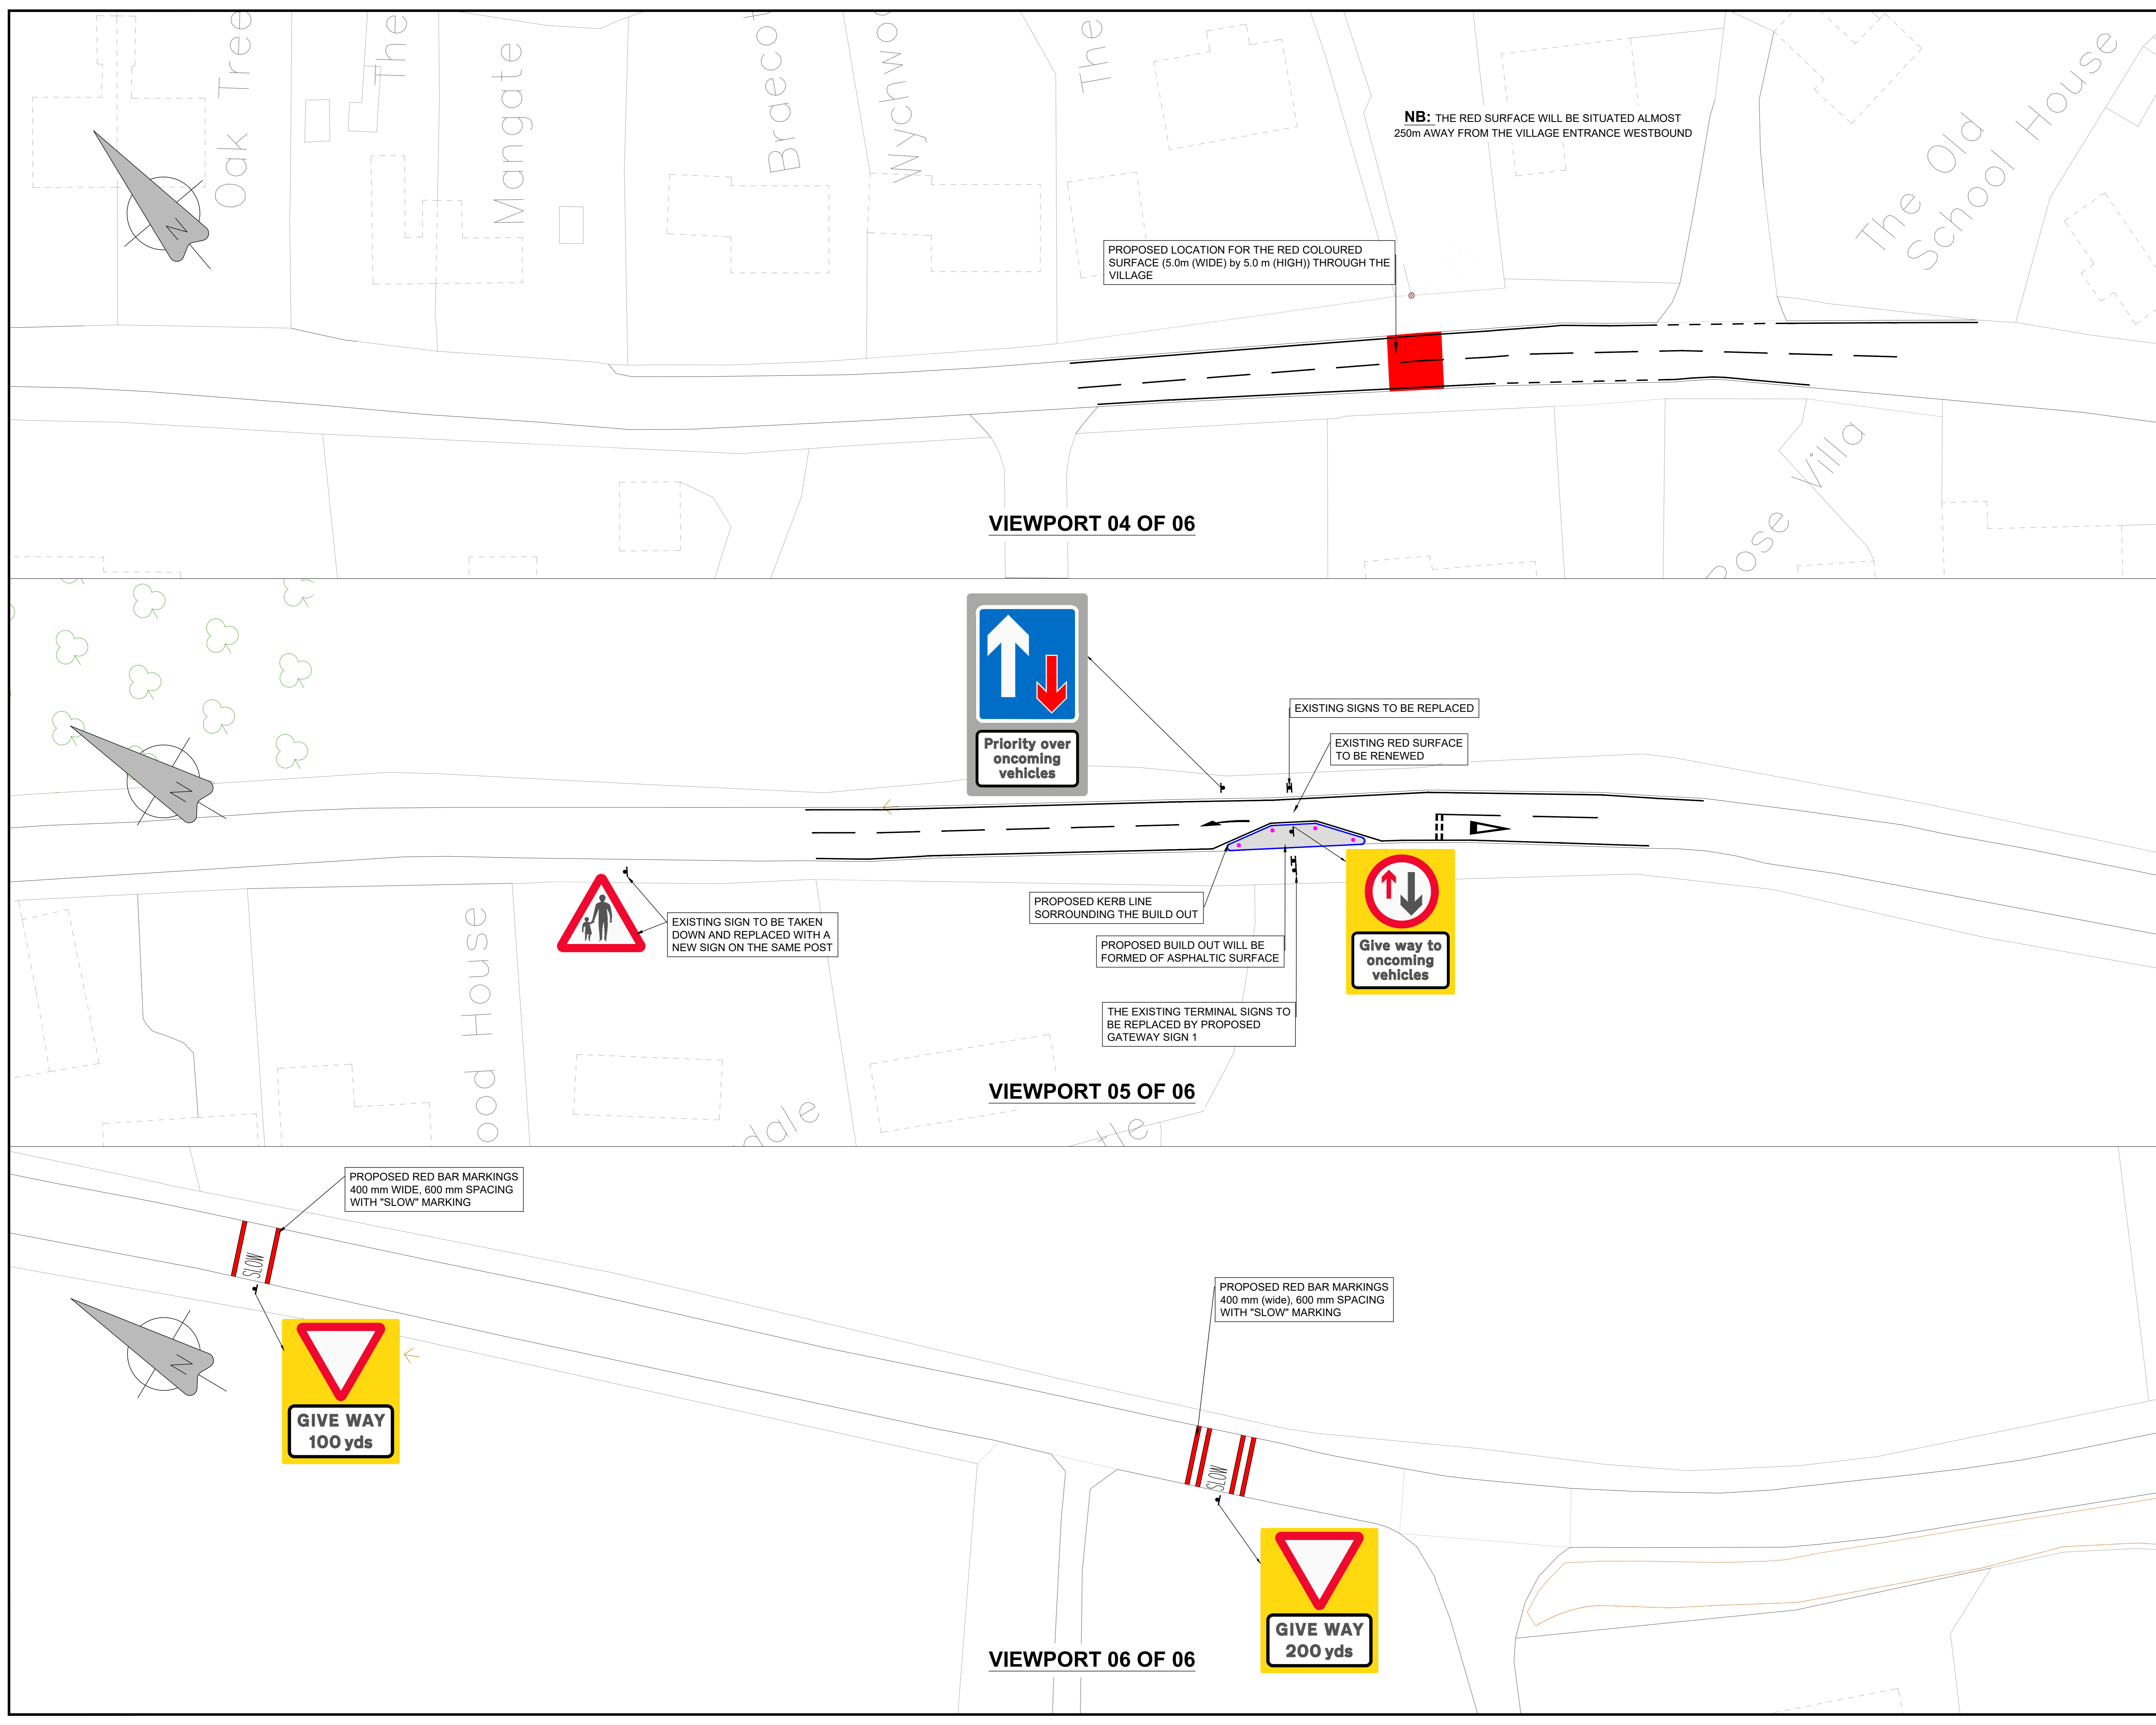 Oak Tree
The
Mangate
Braecot
Wychwo
The
NB: THE RED SURFACE WILL BE SITUATED ALMOST
250m AWAY FROM THE VILLAGE ENTRANCE WESTBOUND
The Old
School House
N
PROPOSED LOCATION FOR THE RED COLOURED
SURFACE (5.0m (WIDE) by 5.0 m (HIGH)) THROUGH THE
VILLAGE
Villa
VIEWPORT 04 OF 06
Priority over
oncoming
vehicles
EXISTING SIGNS TO BE REPLACED
EXISTING RED SURFACE
TO BE RENEWED
N
EXISTING SIGN TO BE TAKEN
DOWN AND REPLACED WITH A
NEW SIGN ON THE SAME POST
PROPOSED KERB LINE
SORROUNDING THE BUILD OUT
PROPOSED BUILD OUT WILL BE
FORMED OF ASPHALTIC SURFACE
Give way to
oncoming
vehicles
THE EXISTING TERMINAL SIGNS TO
BE REPLACED BY PROPOSED
GATEWAY SIGN 1
ood House
dale
tle
VIEWPORT 05 OF 06
PROPOSED RED BAR MARKINGS
400 mm WIDE, 600 mm SPACING
WITH "SLOW" MARKING
SLOW
N
GIVE WAY
100 yds
PROPOSED RED BAR MARKINGS
400 mm (wide), 600 mm SPACING
WITH "SLOW" MARKING
SLOW
GIVE WAY
200 yds
VIEWPORT 06 OF 06